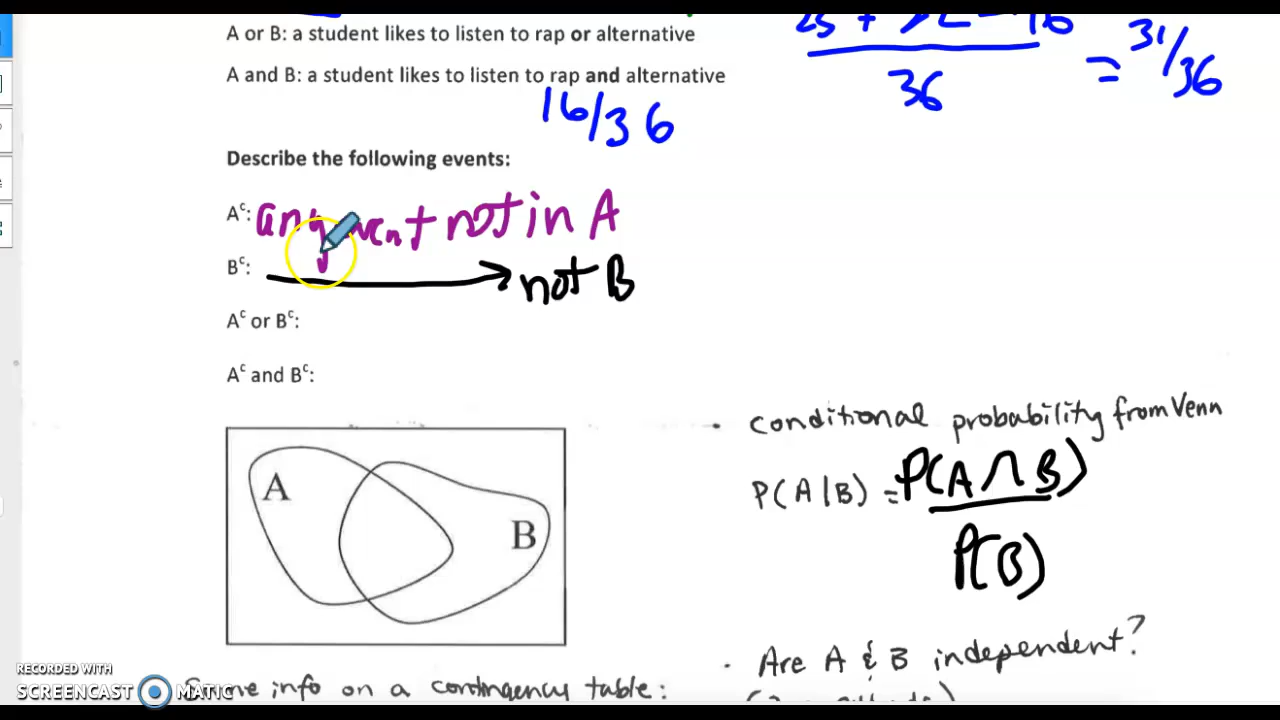 A or B: a student likes to listen to rap or alternative
A and B: a student likes to listen to rap and alternative
16/36
36
= 31/36
Describe the following events:
Aᶜ: any event not in A
Bᶜ: → not B
Aᶜ or Bᶜ:
Aᶜ and Bᶜ:
A
B
conditional probability from Venn
P(A|B) = P(A∩B)
P(B)
Are A & B independent?
info on a contingency table:
RECORDED WITH
SCREENCAST MATIC